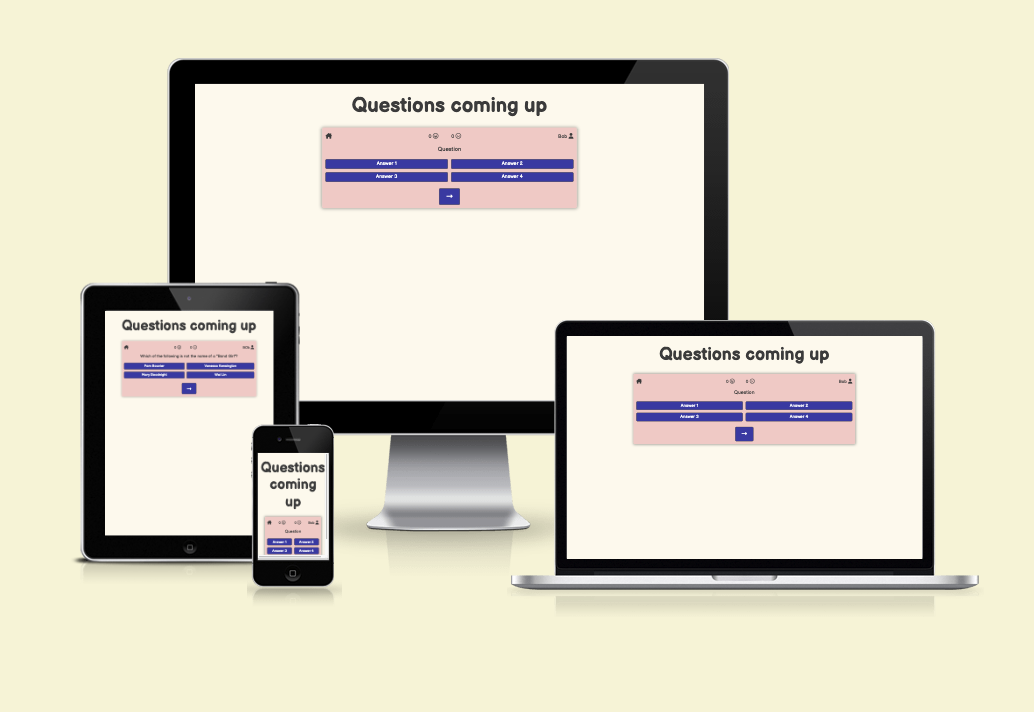 Questions coming up
0 0 Bob
Question
Answer 1 Answer 2
Answer 3 Answer 4
Questions coming up
0 0 Bob
Which of the following is not the name of a "Bond Girl"?
Pam Bouvier Vanessa Kensington
Mary Goodnight Wai Lin
Questions
coming
up
0 0 Bob
Question
Answer 1 Answer 2
Answer 3 Answer 4
Questions coming up
0 0 Bob
Question
Answer 1 Answer 2
Answer 3 Answer 4